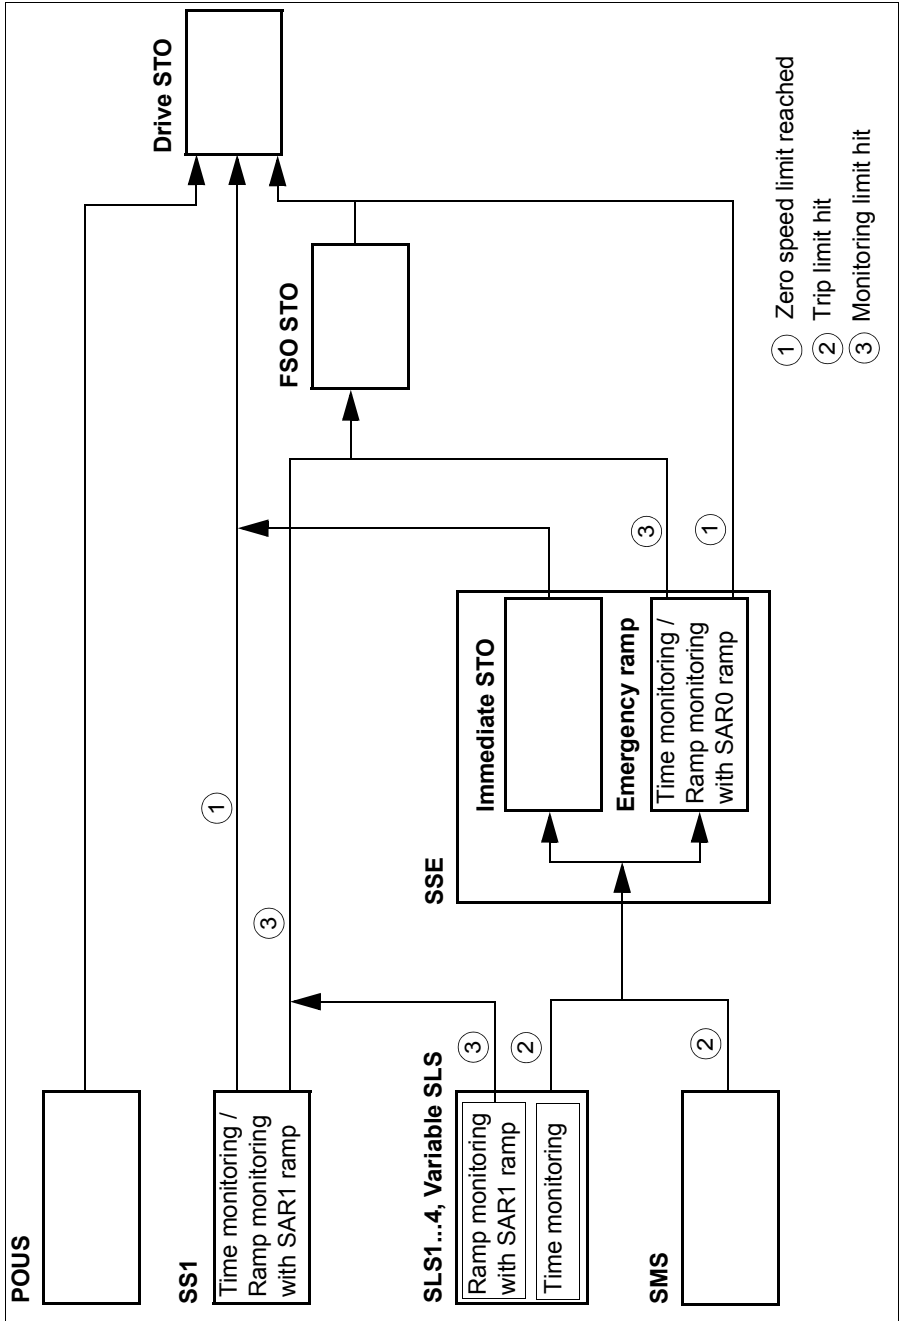 POUS
SS1
Time monitoring /
Ramp monitoring
with SAR1 ramp
SLS1...4, Variable SLS
Ramp monitoring
with SAR1 ramp
Time monitoring
SMS
1
3
3
2
2
SSE
Immediate STO
Emergency ramp
Time monitoring /
Ramp monitoring
with SAR0 ramp
3
1
FSO STO
Drive STO
1 Zero speed limit reached
2 Trip limit hit
3 Monitoring limit hit